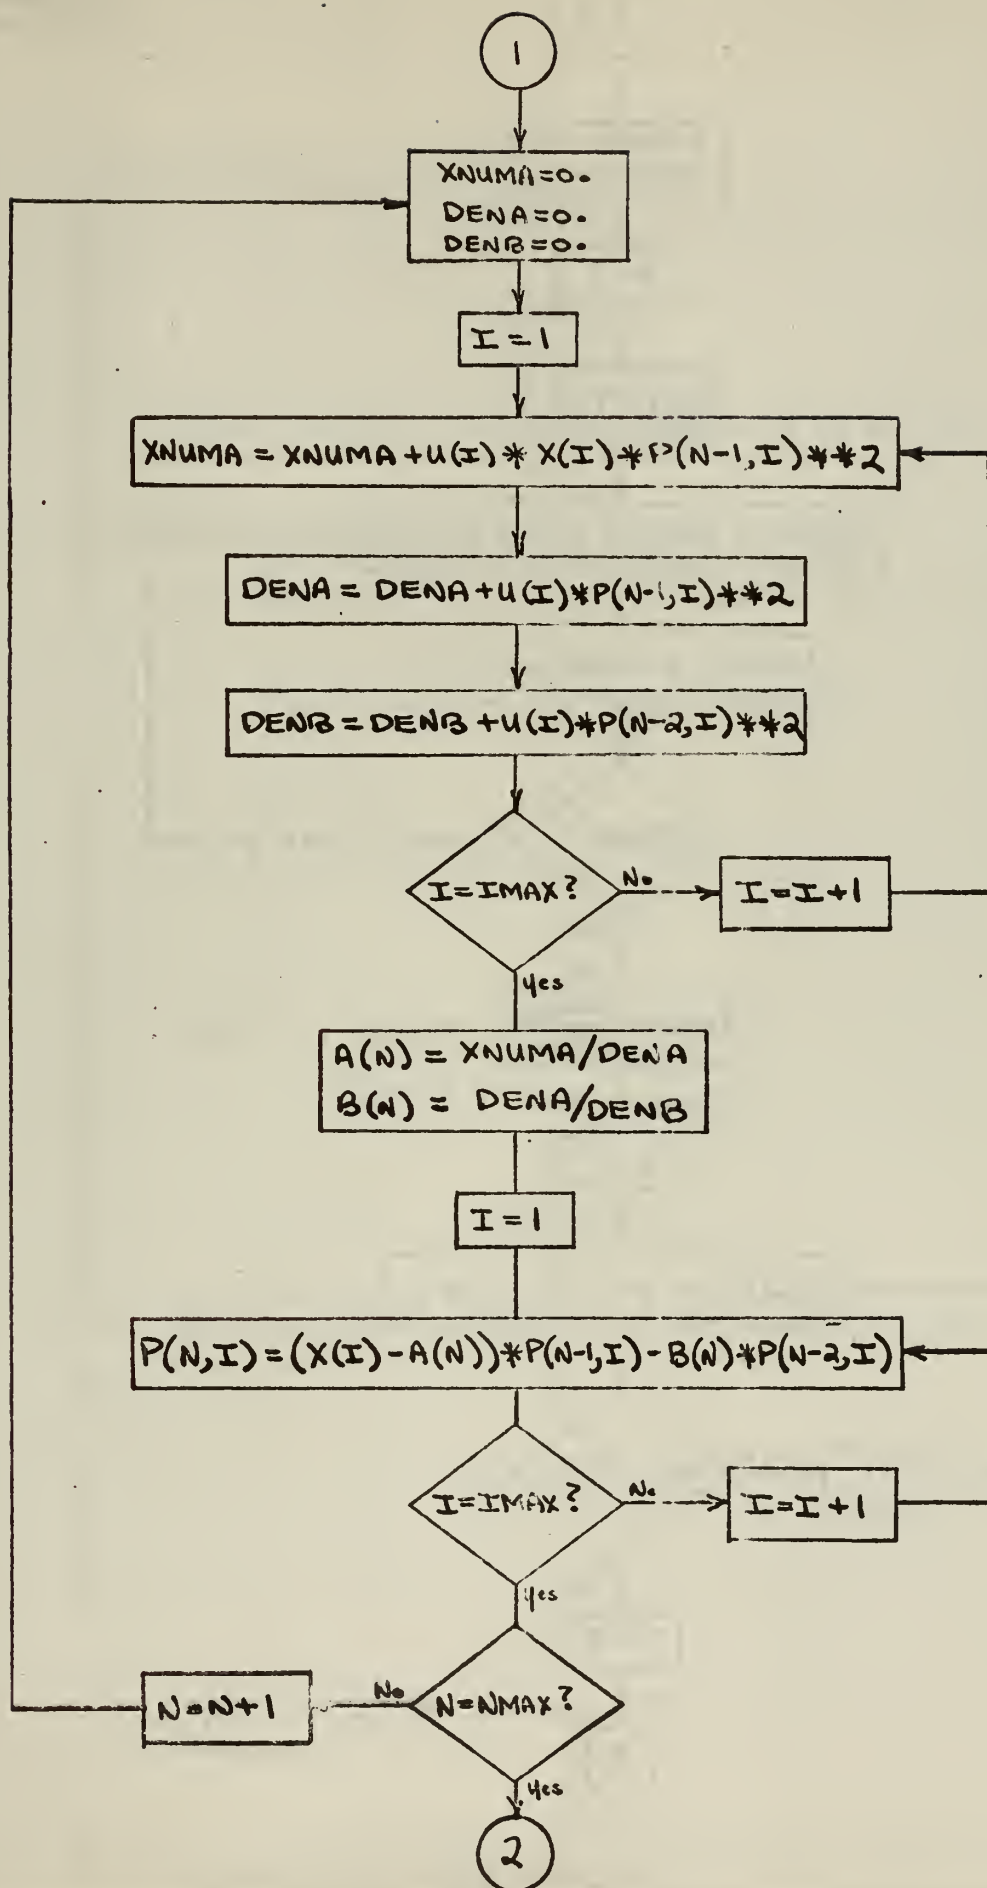 1
XNUMA=0.
DENA=0.
DENB=0.
I=1
XNUMA = XNUMA+U(I)*X(I)*P(N-1,I)**2
DENA = DENA+U(I)*P(N-1,I)**2
DENB = DENB+U(I)*P(N-2,I)**2
I=IMAX?
No
I=I+1
Yes
A(N) = XNUMA/DENA
B(N) = DENA/DENB
I=1
P(N,I)=(X(I)-A(N))*P(N-1,I)-B(N)*P(N-2,I)
I=IMAX?
No
I=I+1
Yes
N=N+1
No
N=NMAX?
Yes
2